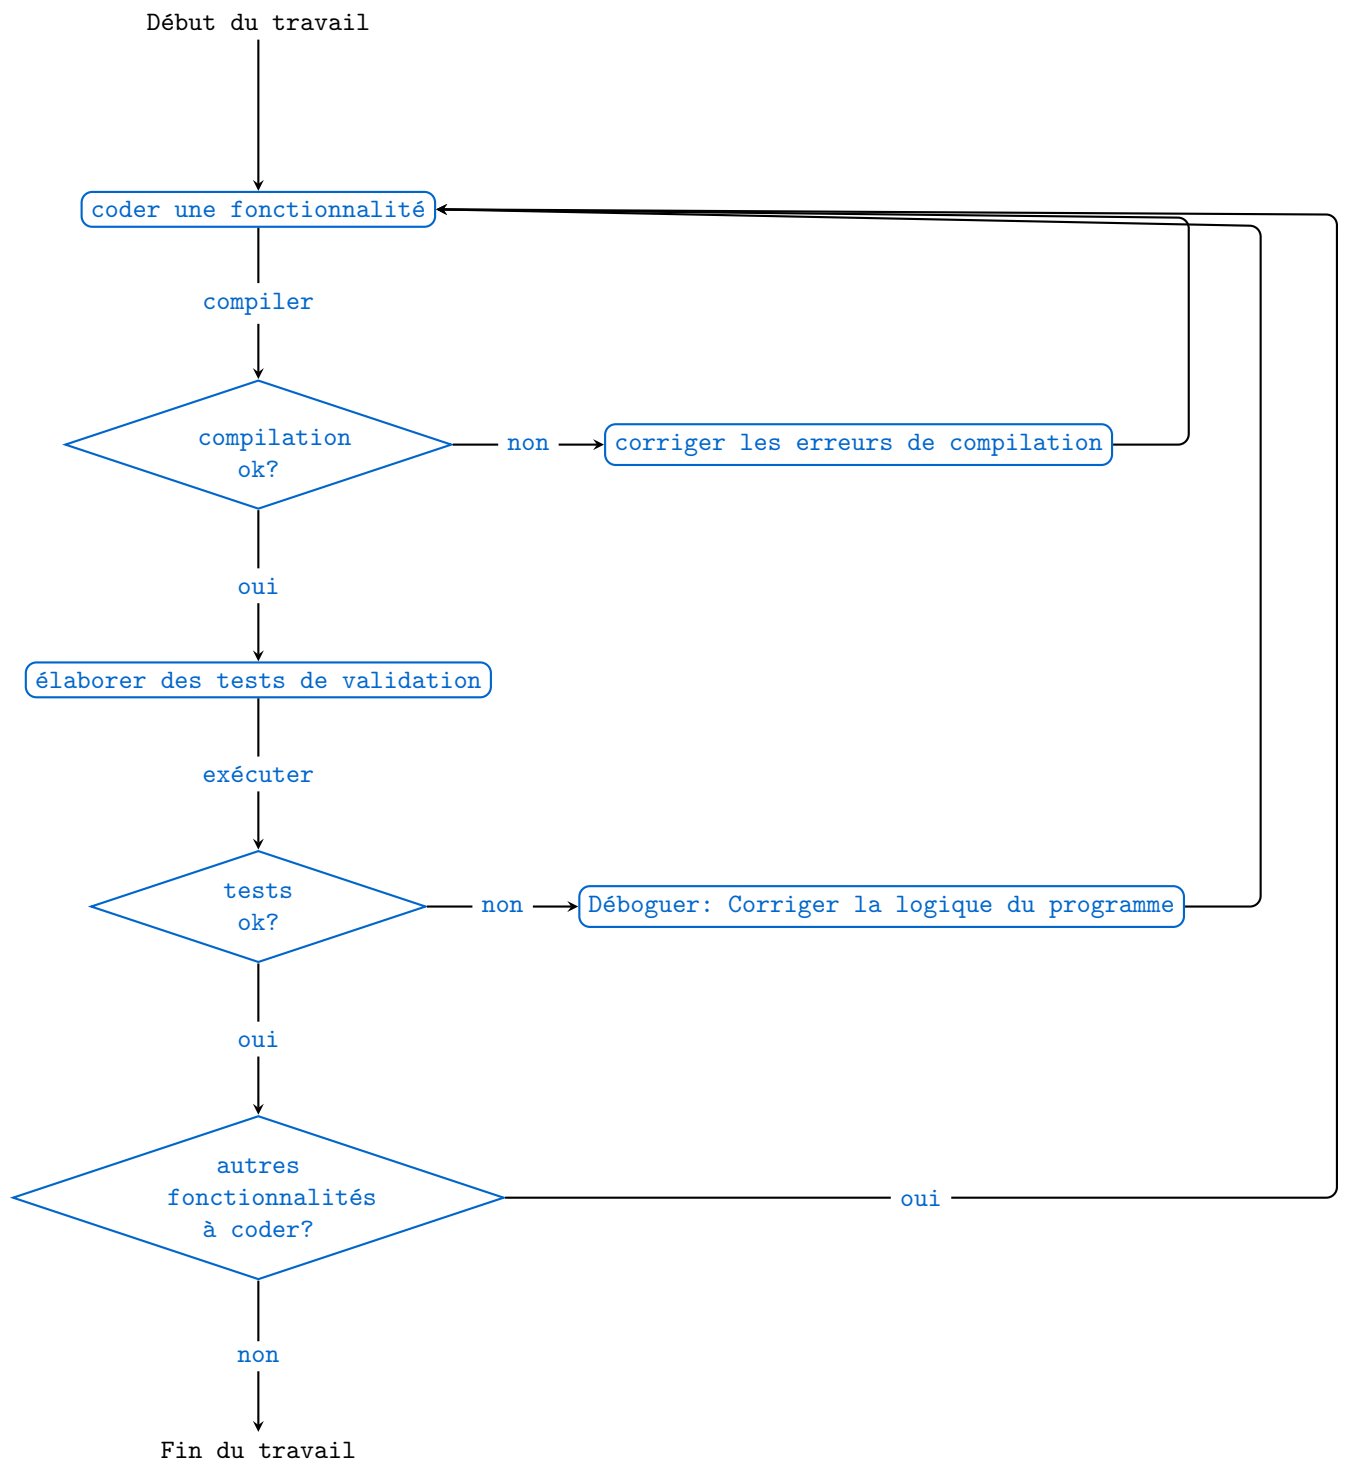 Début du travail
coder une fonctionnalité
compiler
compilation
ok?
non
corriger les erreurs de compilation
oui
élaborer des tests de validation
exécuter
tests
ok?
non
Déboguer: Corriger la logique du programme
oui
autres
fonctionnalités
à coder?
oui
non
Fin du travail